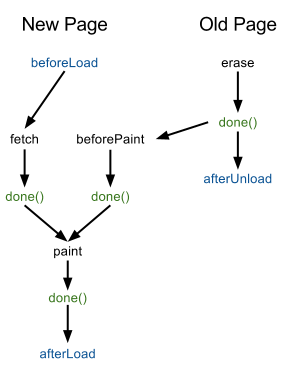 New Page
Old Page
beforeLoad
erase
done()
fetch
beforePaint
afterUnload
done()
done()
paint
done()
afterLoad